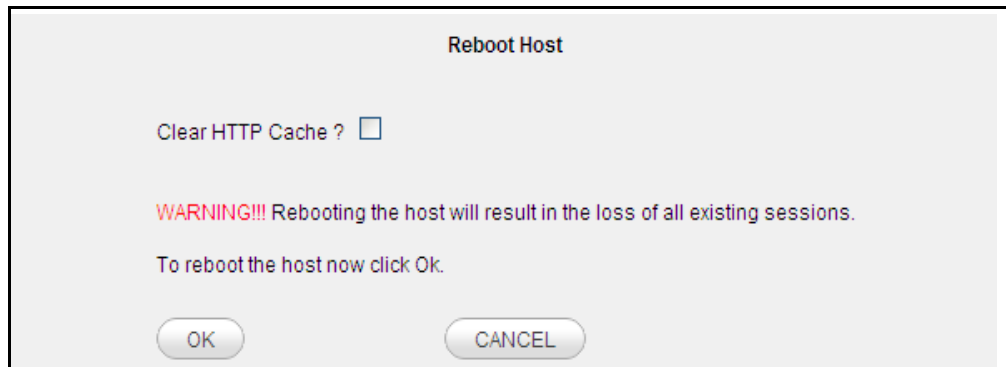 Reboot Host
Clear HTTP Cache ?
WARNING!!! Rebooting the host will result in the loss of all existing sessions.
To reboot the host now click Ok.
OK CANCEL